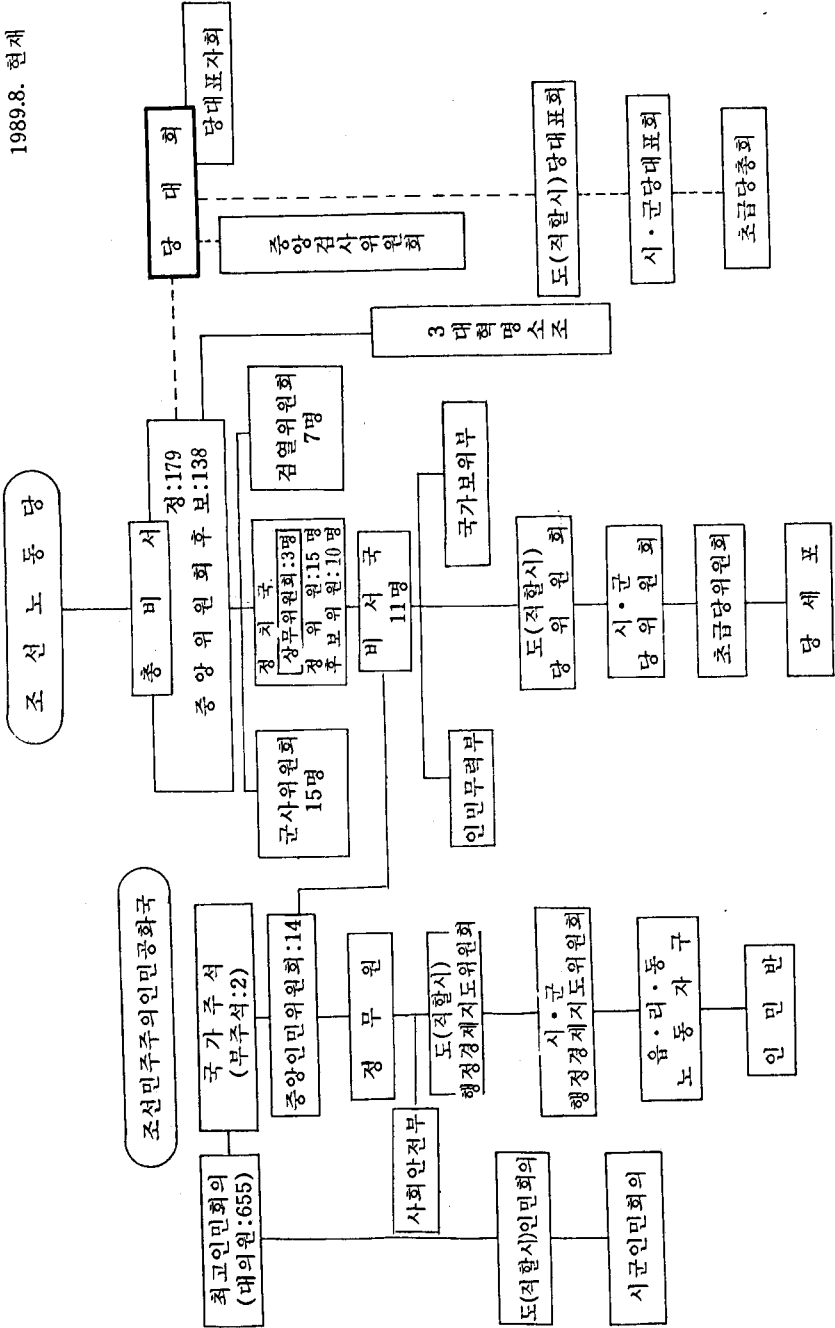 1989.8. 현재
조선노동당
총비서
중앙위원회
정:179
후보:138
당대회
당대표자회
중앙검사위원회
3대혁명소조
군사위원회
15명
정치국
상무위원회:3명
정위원:15명
후보위원:10명
검열위원회
7명
비서국
11명
인민무력부
국가보위부
도(직할시)
당위원회
시·군
당위원회
초급당위원회
당세포
도(직할시)당대표회
시·군당대표회
초급당총회
조선민주주의인민공화국
최고인민회의
(대의원:655)
국가주석
(부주석:2)
중앙인민위원회:14
정무원
사회안전부
도(직할시)
행정경제지도위원회
시·군
행정경제지도위원회
읍·리·동
노동자구
인민반
도(직할시)인민회의
시군인민회의